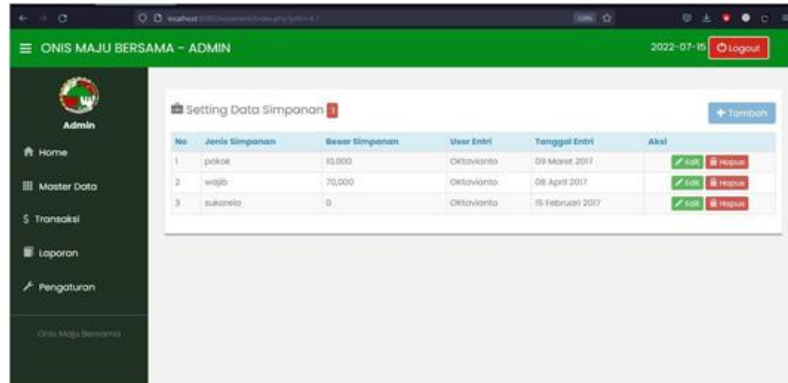 localhost
120%
ONIS MAJU BERSAMA - ADMIN
2022-07-15 Logout
Admin
Home
Master Data
$ Transaksi
Laporan
Pengaturan
Onis Maju Bersama
Setting Data Simpanan 3
+ Tambah
No Jenis Simpanan Besar Simpanan User Entri Tanggal Entri Aksi
1 pokok 10,000 Oktavianto 09 Maret 2017 Edit Hapus
2 wajib 70,000 Oktavianto 08 April 2017 Edit Hapus
3 sukarela 0 Oktavianto 15 Februari 2017 Edit Hapus